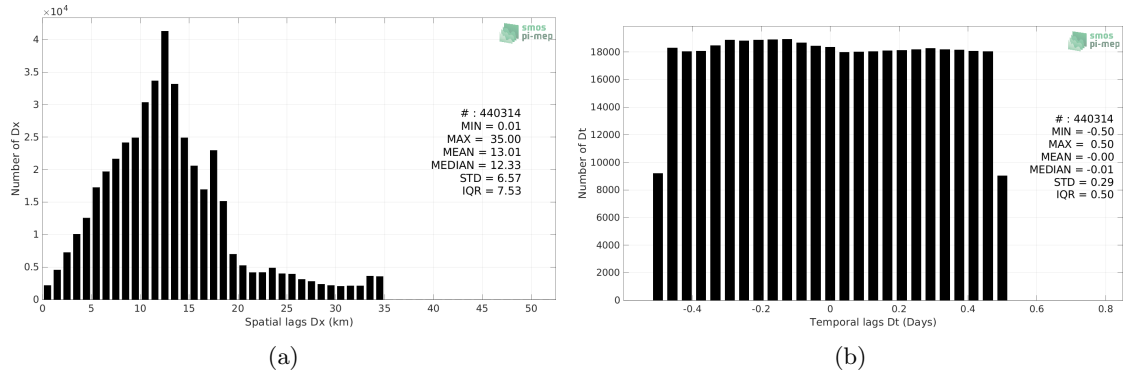 ×10⁴
4
3.5
3
2.5
2
1.5
1
0.5
0
Number of Dx
smos
pi-mep
# : 440314
MIN = 0.01
MAX = 35.00
MEAN = 13.01
MEDIAN = 12.33
STD = 6.57
IQR = 7.53
0 5 10 15 20 25 30 35 40 45 50
Spatial lags Dx (km)
(a)
18000
16000
14000
12000
10000
8000
6000
4000
2000
0
Number of Dt
smos
pi-mep
# : 440314
MIN = -0.50
MAX = 0.50
MEAN = -0.00
MEDIAN = -0.01
STD = 0.29
IQR = 0.50
-0.4 -0.2 0 0.2 0.4 0.6 0.8
Temporal lags Dt (Days)
(b)